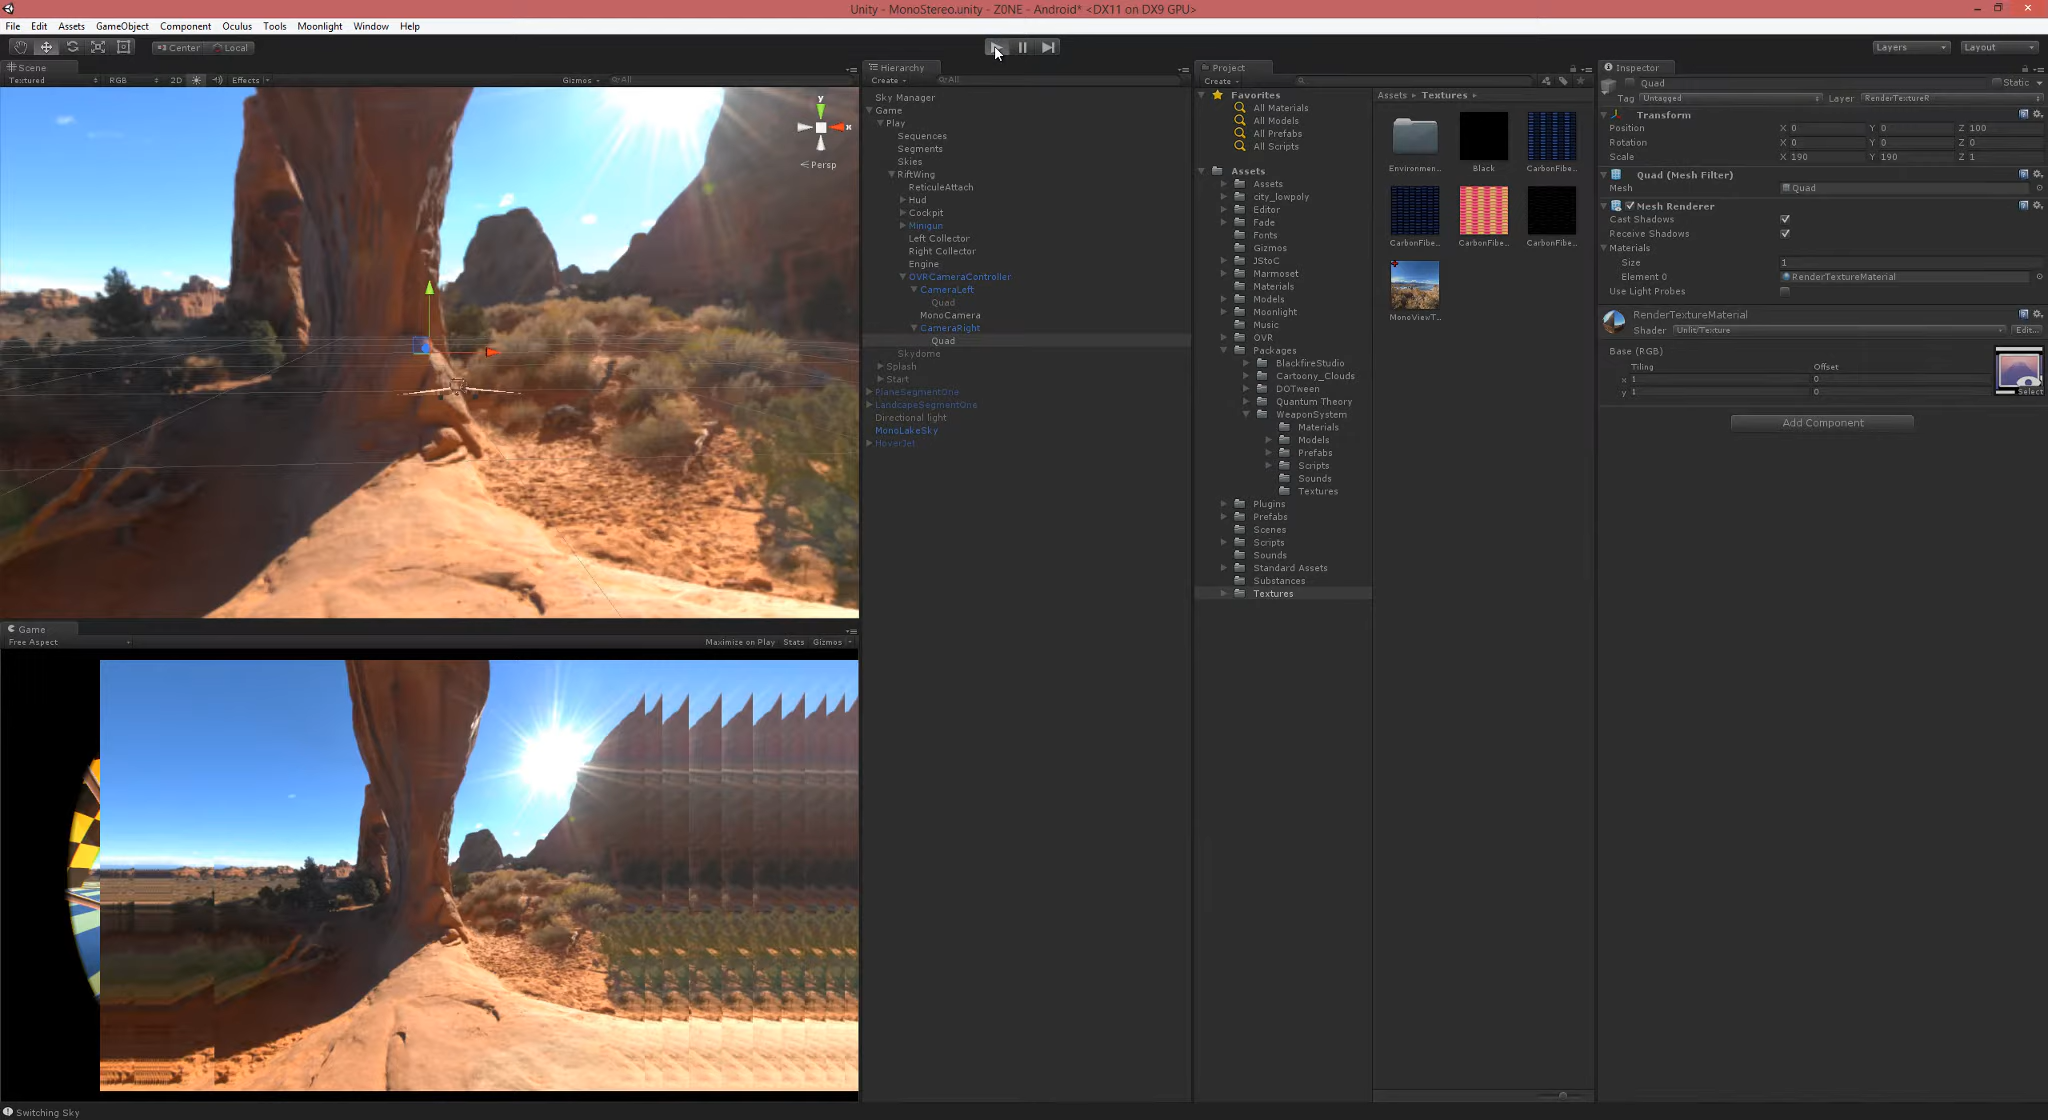 Unity - MonoStereo.unity - Z0NE - Android* <DX11 on DX9 GPU>
File Edit Assets GameObject Component Oculus Tools Moonlight Window Help
Center Local Layers Layout
Scene
Textured RGB 2D Effects Gizmos All
y
x
Persp
Game
Free Aspect Maximize on Play Stats Gizmos
Switching Sky
Hierarchy
Create All
Sky Manager
Game
Play
Sequences
Segments
Skies
RiftWing
ReticuleAttach
Hud
Cockpit
Minigun
Left Collector
Right Collector
Engine
OVRCameraController
CameraLeft
Quad
MonoCamera
CameraRight
Quad
Skydome
Splash
Start
PlaneSegmentOne
LandcapeSegmentOne
Directional light
MonoLakeSky
HoverJet
Project
Create
Favorites
All Materials
All Models
All Prefabs
All Scripts
Assets
Assets
city_lowpoly
Editor
Fade
Fonts
Gizmos
JStoC
Marmoset
Materials
Models
Moonlight
Music
OVR
Packages
BlackfireStudio
Cartoony_Clouds
DOTween
Quantum Theory
WeaponSystem
Materials
Models
Prefabs
Scripts
Sounds
Textures
Plugins
Prefabs
Scenes
Scripts
Sounds
Standard Assets
Substances
Textures
Assets Textures
Environmen... Black CarbonFibe...
CarbonFibe... CarbonFibe... CarbonFibe...
MonoViewT...
Inspector
Quad Static
Tag Untagged Layer RenderTextureR
Transform
Position X 0 Y 0 Z 100
Rotation X 0 Y 0 Z 0
Scale X 190 Y 190 Z 1
Quad (Mesh Filter)
Mesh Quad
Mesh Renderer
Cast Shadows
Receive Shadows
Materials
Size 1
Element 0 RenderTextureMaterial
Use Light Probes
RenderTextureMaterial
Shader Unlit/Texture Edit...
Base (RGB)
Tiling Offset
x 1 0
y 1 0
Select
Add Component